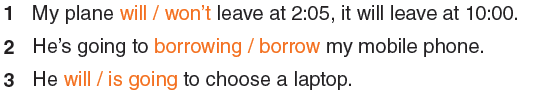 1 My plane will / won't leave at 2:05, it will leave at 10:00.
2 He's going to borrowing / borrow my mobile phone.
3 He will / is going to choose a laptop.